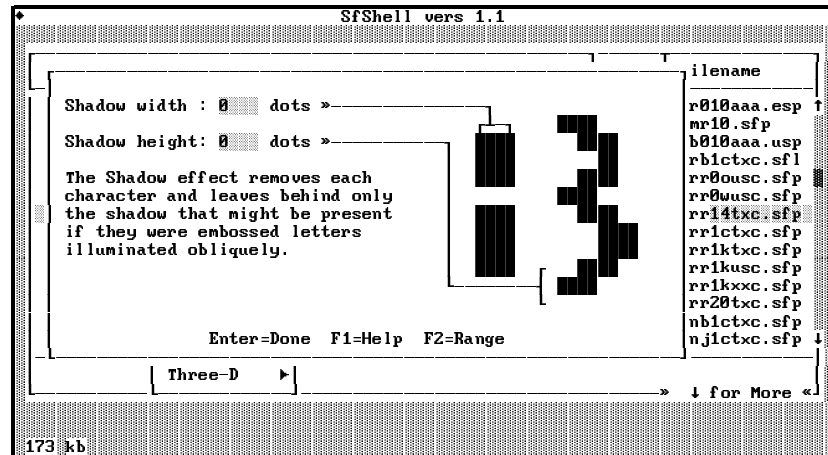 SfShell vers 1.1
ilename
Shadow width : 0 dots »
r010aaa.esp ↑
mr10.sfp
Shadow height: 0 dots »
b010aaa.usp
rb1ctxc.sfl
The Shadow effect removes each
rr0ousc.sfp
character and leaves behind only
rr0wusc.sfp
the shadow that might be present
rr14txc.sfp
if they were embossed letters
rr1ctxc.sfp
illuminated obliquely.
rr1ktxc.sfp
rr1kusc.sfp
rr1kxxc.sfp
rr20txc.sfp
nb1ctxc.sfp
Enter=Done F1=Help F2=Range
nj1ctxc.sfp ↓
Three-D ►
» ↓ for More «
173 kb